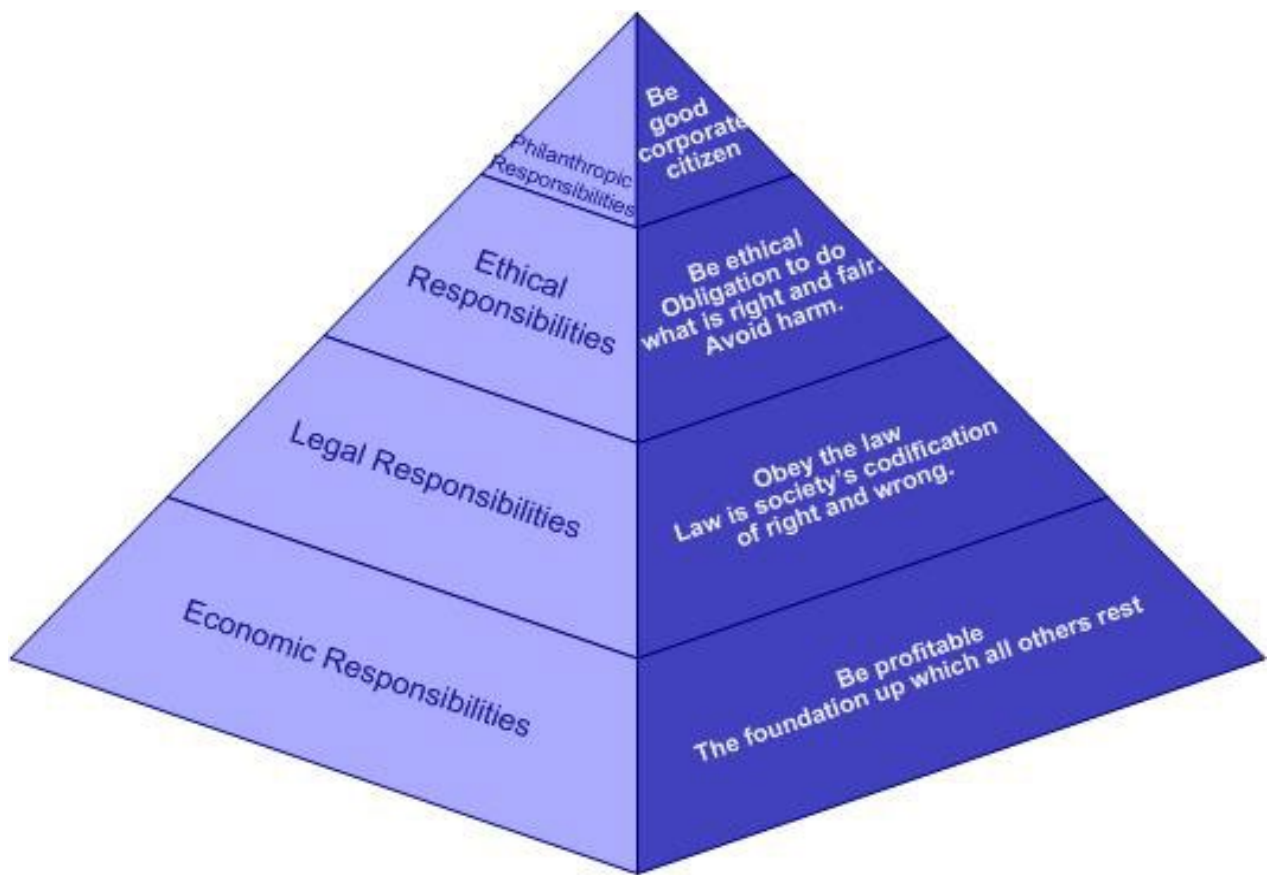 Philanthropic
Responsibilities
Be
good
corporate
citizen
Ethical
Responsibilities
Be ethical
Obligation to do
what is right and fair.
Avoid harm.
Legal Responsibilities
Obey the law
Law is society's codification
of right and wrong.
Economic Responsibilities
Be profitable
The foundation up which all others rest